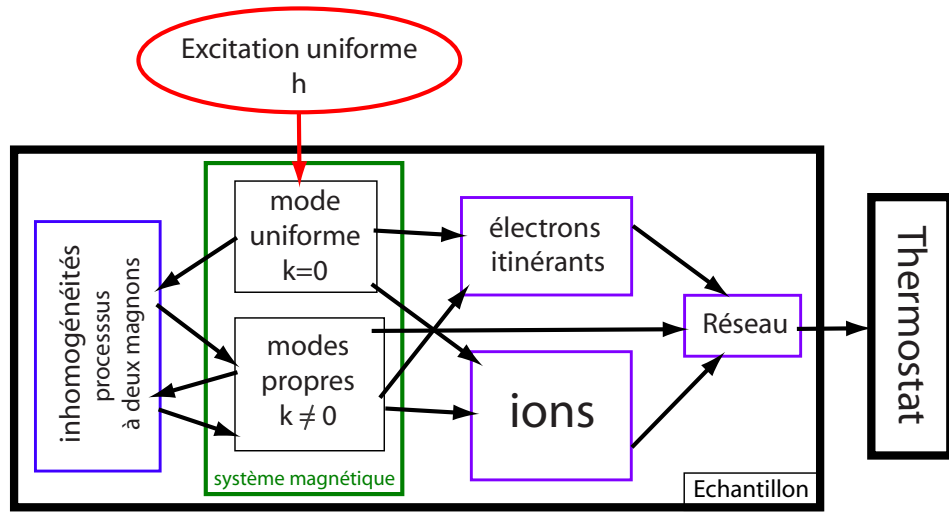 Excitation uniforme
h
mode
uniforme
k=0
électrons
itinérants
inhomogénéités
processsus
à deux magnons
modes
propres
k ≠ 0
Réseau
ions
système magnétique
Echantillon
Thermostat